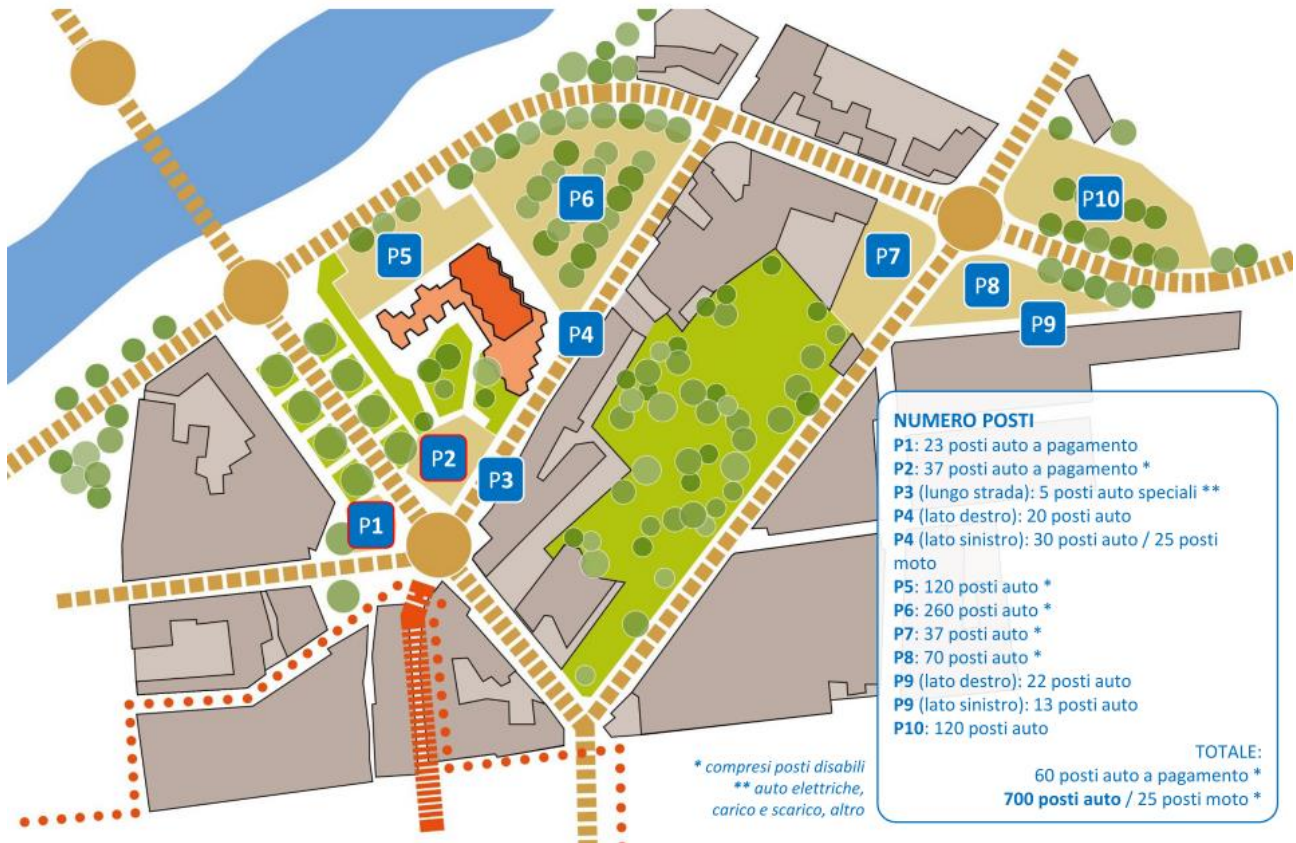 P6
P10
P5
P7
P8
P4
P9
P2
P3
P1
NUMERO POSTI
P1: 23 posti auto a pagamento
P2: 37 posti auto a pagamento *
P3 (lungo strada): 5 posti auto speciali **
P4 (lato destro): 20 posti auto
P4 (lato sinistro): 30 posti auto / 25 posti
moto
P5: 120 posti auto *
P6: 260 posti auto *
P7: 37 posti auto *
P8: 70 posti auto *
P9 (lato destro): 22 posti auto
P9 (lato sinistro): 13 posti auto
P10: 120 posti auto
TOTALE:
60 posti auto a pagamento *
700 posti auto / 25 posti moto *
* compresi posti disabili
** auto elettriche,
carico e scarico, altro